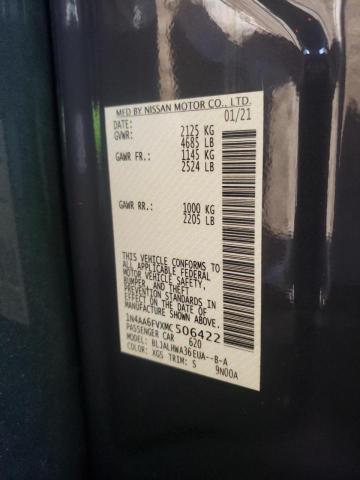 MFD BY NISSAN MOTOR CO., LTD.
DATE: 01/21
GVWR: 2125 KG
4685 LB
GAWR FR.: 1145 KG
2524 LB
GAWR RR.: 1000 KG
2205 LB
THIS VEHICLE CONFORMS TO
ALL APPLICABLE FEDERAL
MOTOR VEHICLE SAFETY,
BUMPER, AND THEFT
PREVENTION STANDARDS IN
EFFECT ON THE DATE OF
MANUFACTURE SHOWN ABOVE.
1N4AA6FVXMC506422
PASSENGER CAR 620
MODEL: BLJALHWA36EUA--B-A
COLOR: XGS TRIM: S 9N00A